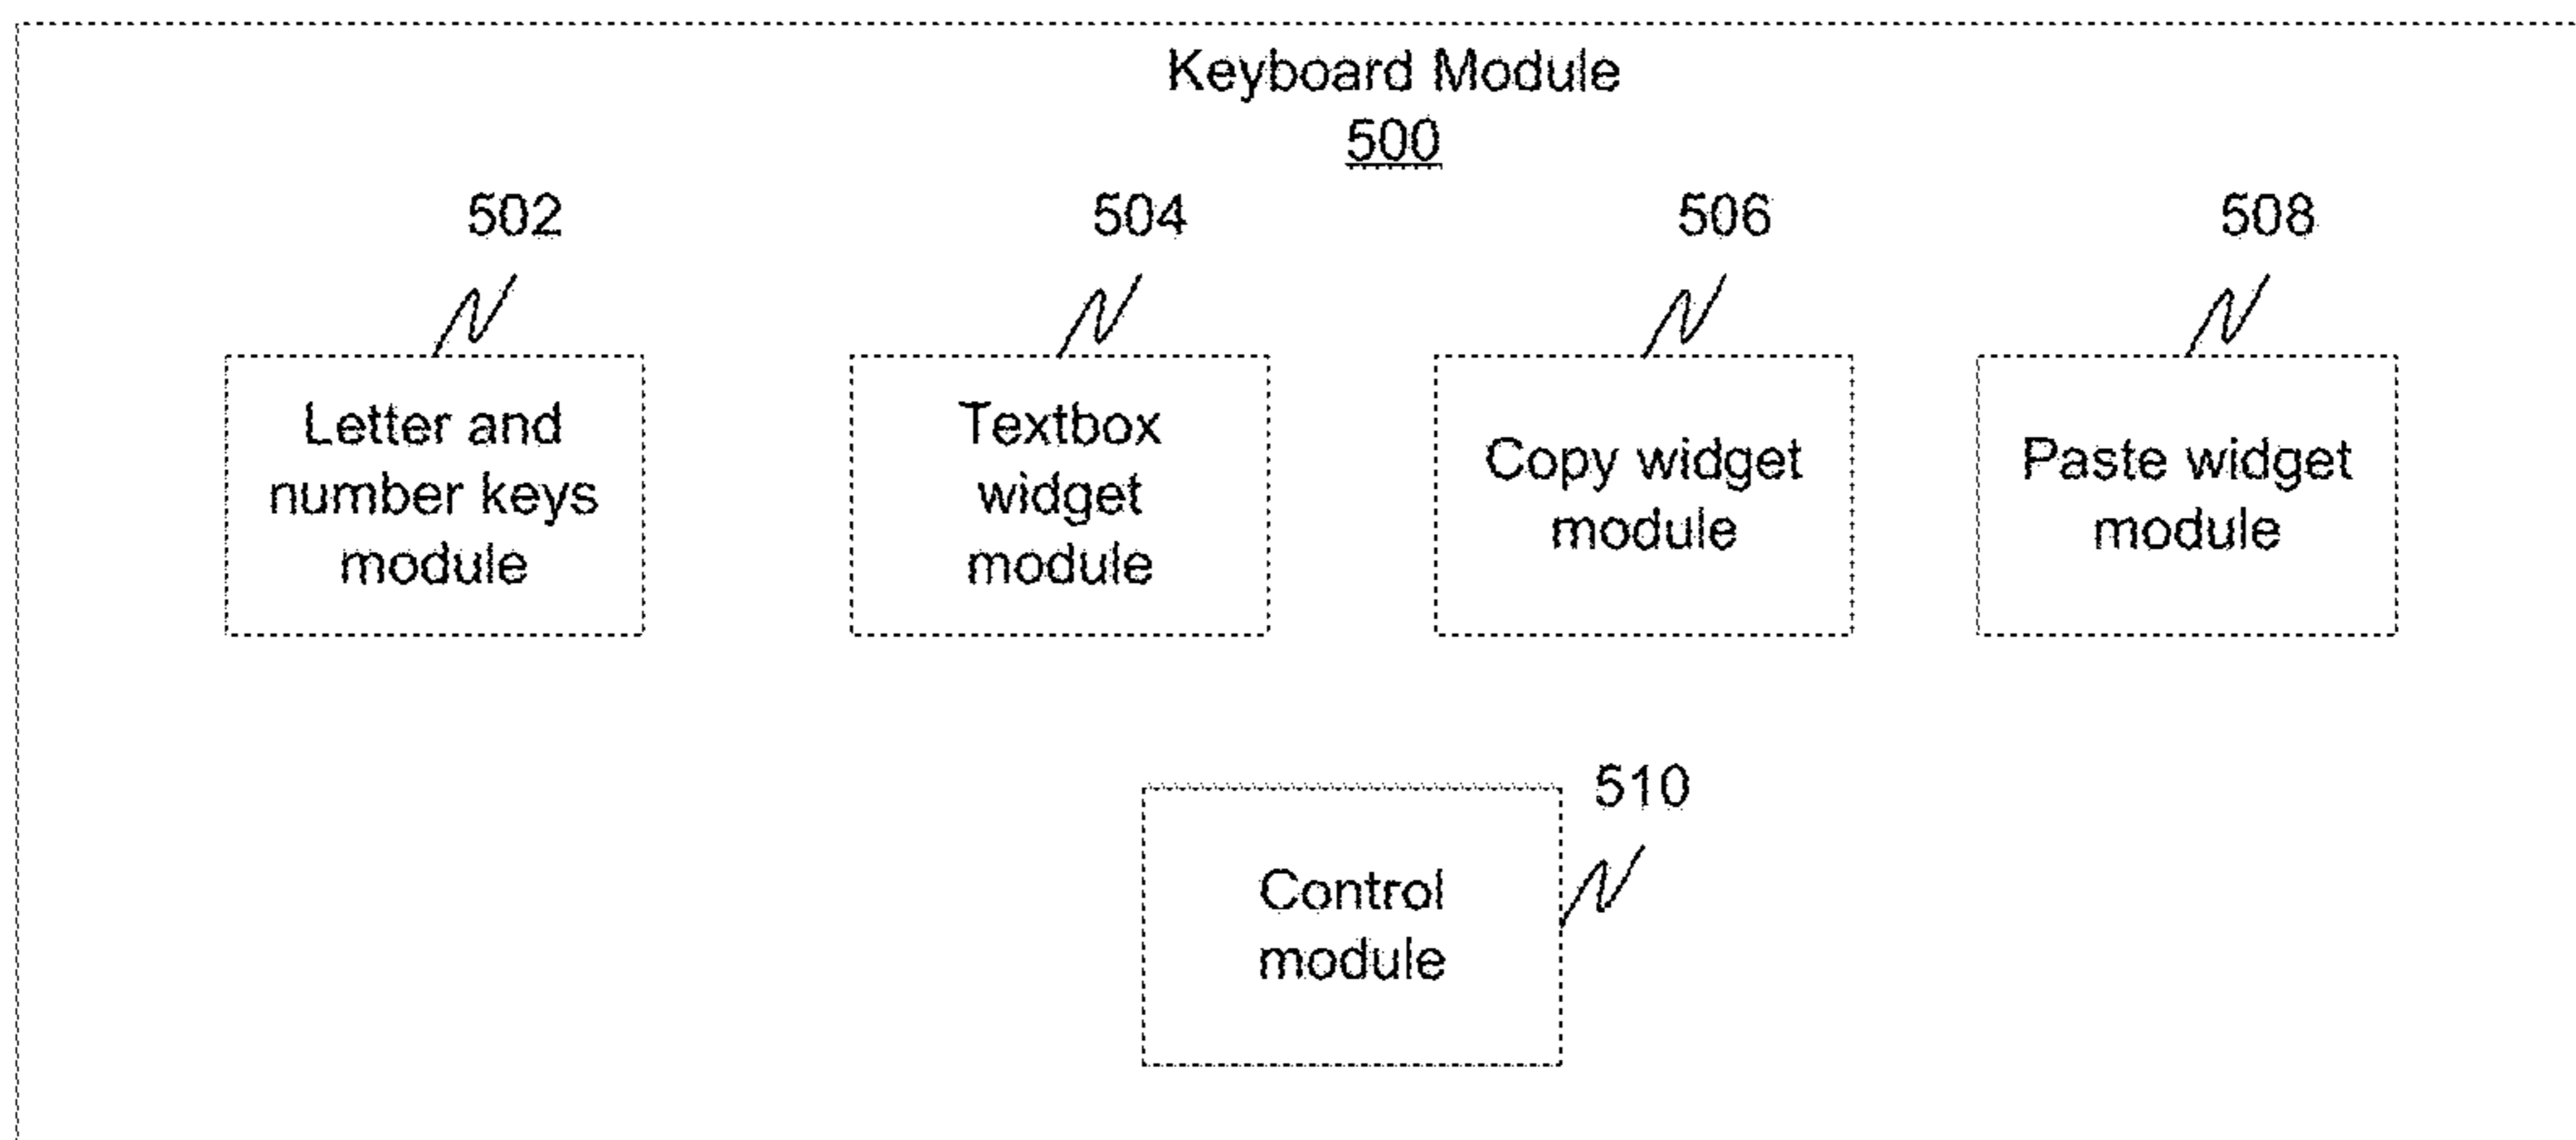 Keyboard Module
500
502
504
506
508
Letter and
number keys
module
Textbox
widget
module
Copy widget
module
Paste widget
module
510
Control
module